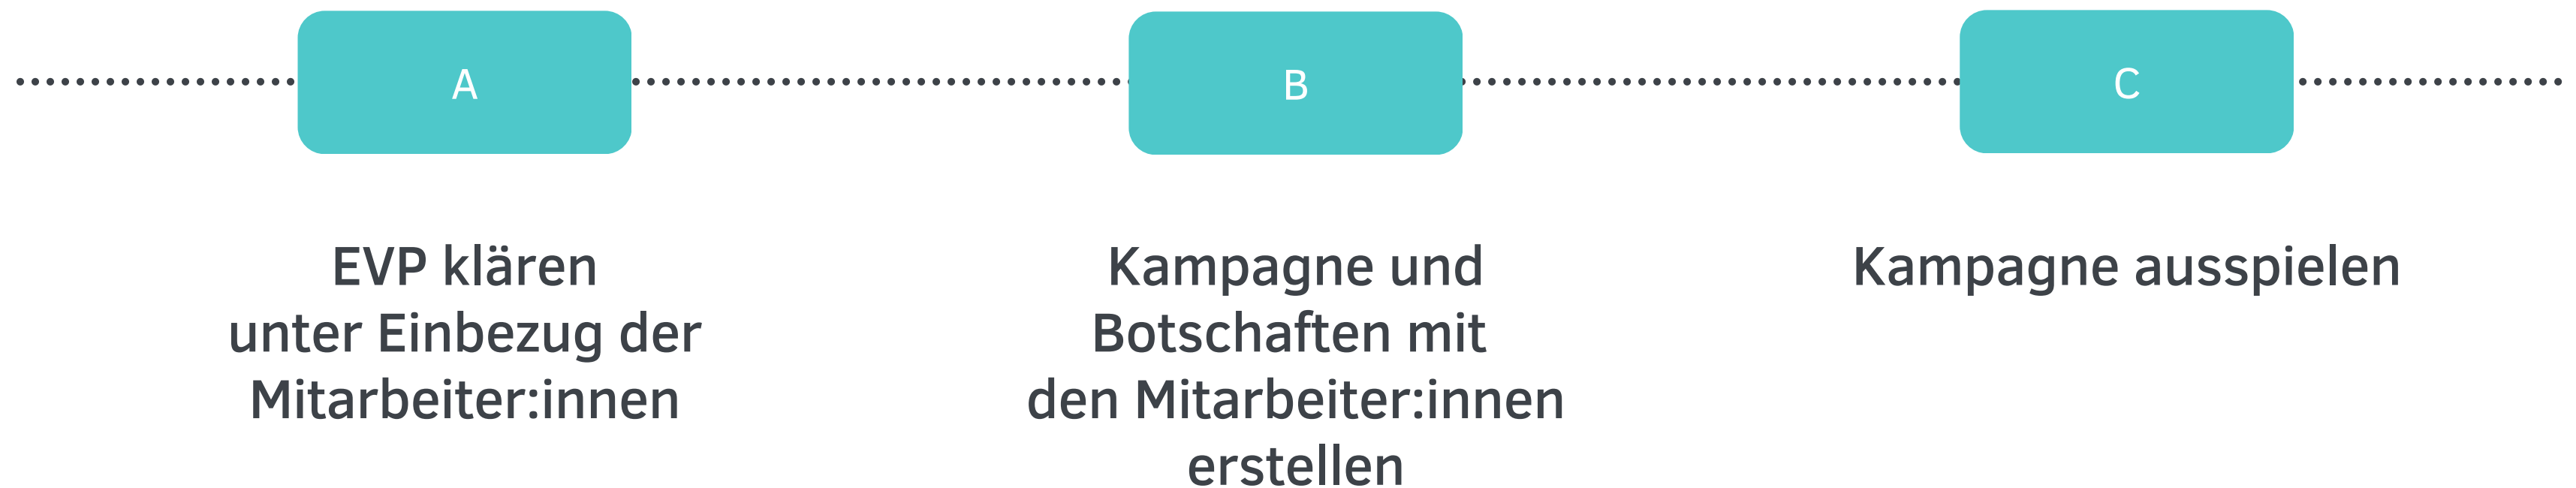 A
B
C
EVP klären
unter Einbezug der
Mitarbeiter:innen
Kampagne und
Botschaften mit
den Mitarbeiter:innen
erstellen
Kampagne ausspielen